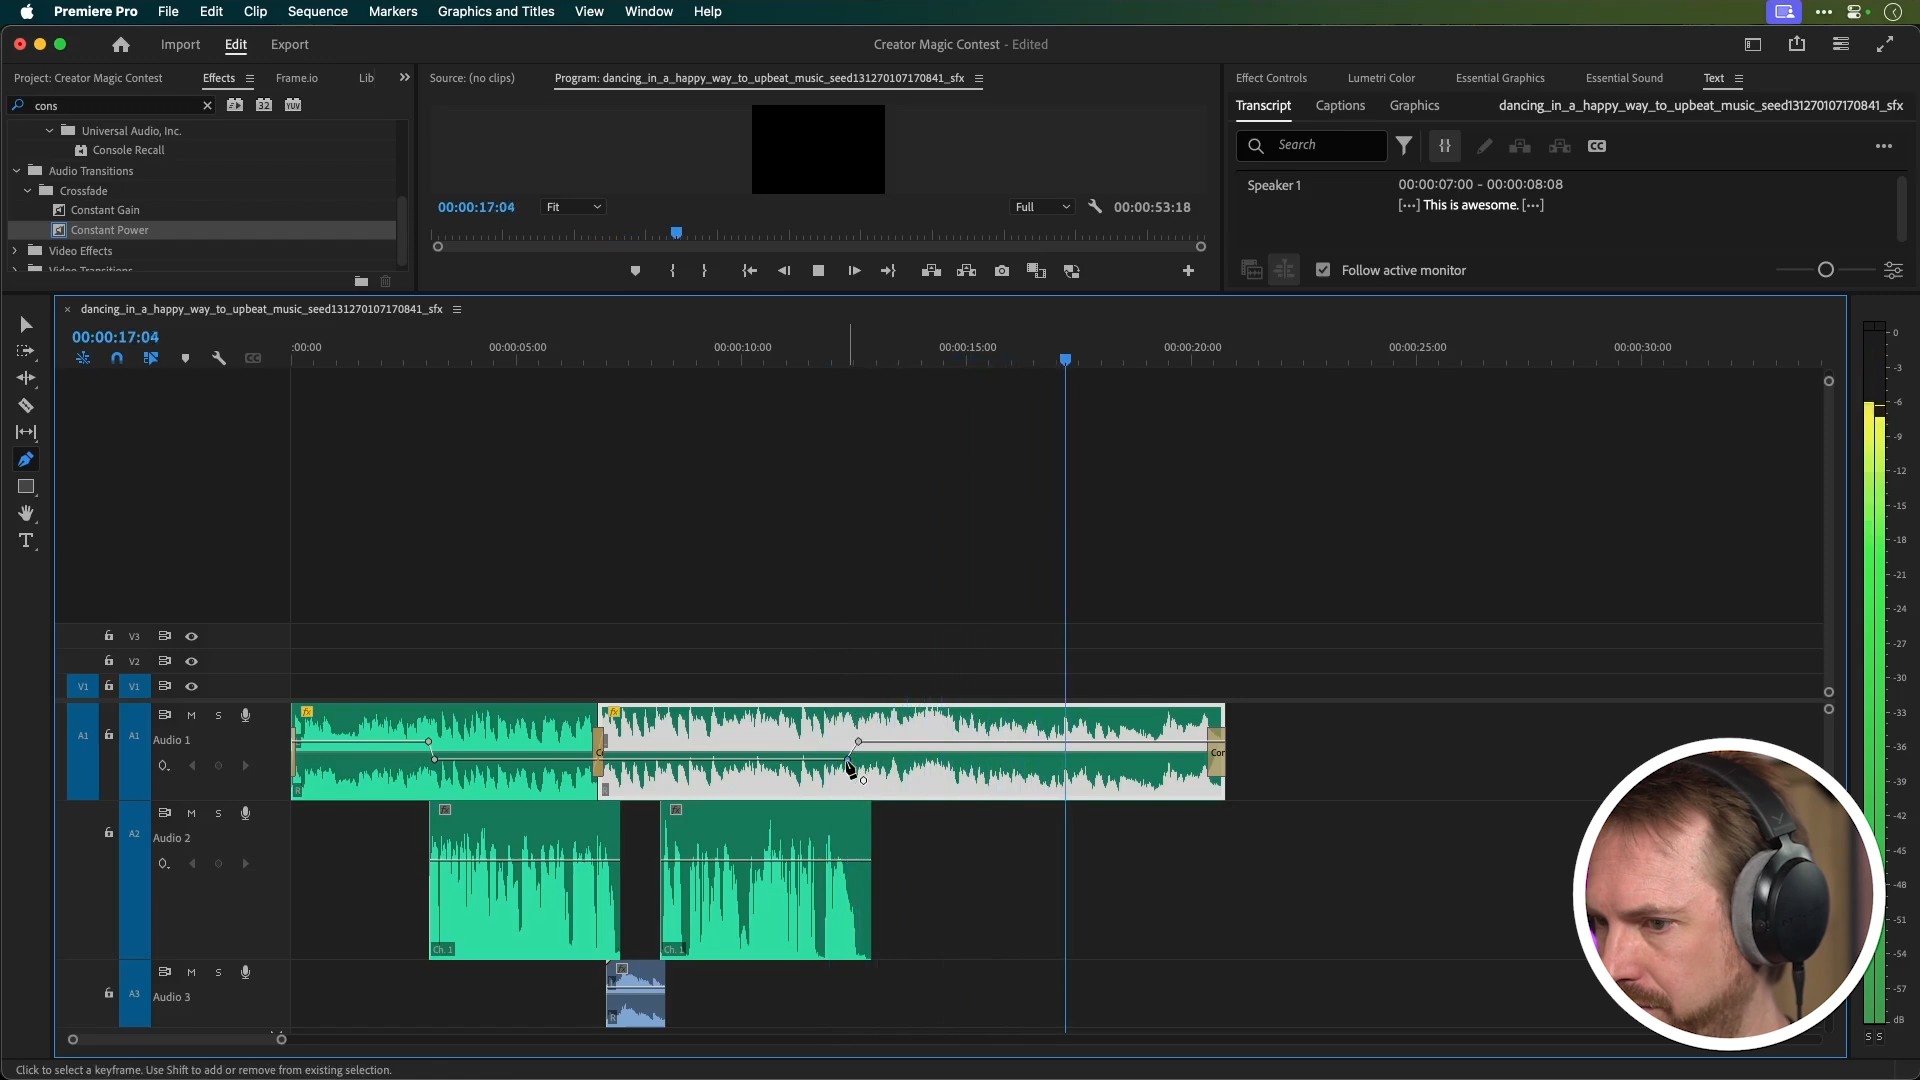 Premiere Pro File Edit Clip Sequence Markers Graphics and Titles View Window Help
Import Edit Export
Creator Magic Contest - Edited
Project: Creator Magic Contest Effects Frame.io Lib
cons
Universal Audio, Inc.
Console Recall
Audio Transitions
Crossfade
Constant Gain
Constant Power
Video Effects
Video Transitions
Source: (no clips) Program: dancing_in_a_happy_way_to_upbeat_music_seed131270107170841_sfx
00:00:17:04 Fit Full 00:00:53:18
Effect Controls Lumetri Color Essential Graphics Essential Sound Text
Transcript Captions Graphics dancing_in_a_happy_way_to_upbeat_music_seed131270107170841_sfx
Search
CC
Speaker 1 00:00:07:00 - 00:00:08:08
[···] This is awesome. [···]
Follow active monitor
dancing_in_a_happy_way_to_upbeat_music_seed131270107170841_sfx
00:00:17:04
:00:00 00:00:05:00 00:00:10:00 00:00:15:00 00:00:20:00 00:00:25:00 00:00:30:00
V3
V2
V1 V1
A1 A1 M S
Audio 1
fx fx
Con
R
A2 M S
Audio 2
fx fx
Ch. 1 Ch. 1
A3 M S
Audio 3
fx
R
0
-3
-6
-9
-12
-15
-18
-21
-24
-27
-30
-33
-36
-39
-42
-45
-48
-51
-54
-57
dB
S S
Click to select a keyframe. Use Shift to add or remove from existing selection.